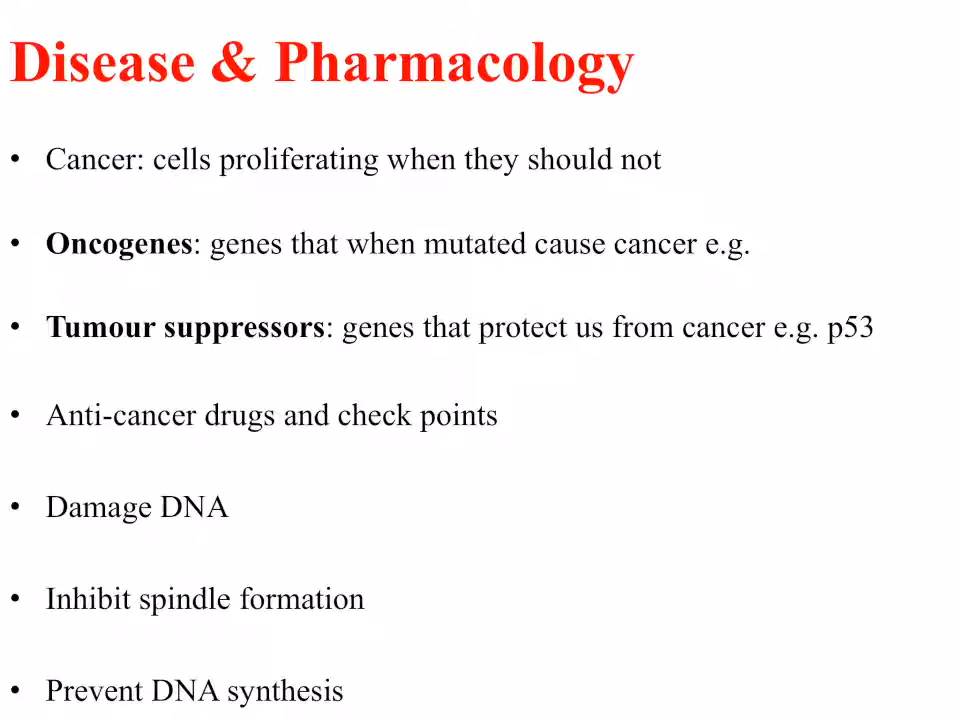 Disease & Pharmacology
• Cancer: cells proliferating when they should not
• Oncogenes: genes that when mutated cause cancer e.g.
• Tumour suppressors: genes that protect us from cancer e.g. p53
• Anti-cancer drugs and check points
• Damage DNA
• Inhibit spindle formation
• Prevent DNA synthesis